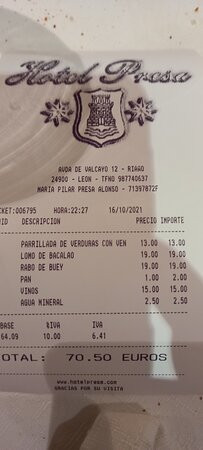 Hotel Presa
AVDA DE VALCAYO 12 - RIAÑO
24900 - LEON - TFNO 987740637
MARIA PILAR PRESA ALONSO - 71397872F
CKET:006795 HORA:22:27 16/10/2021
UID DESCRIPCION PRECIO IMPORTE
PARRILLADA DE VERDURAS CON VEN 13.00 13.00
LOMO DE BACALAO 19.00 19.00
RABO DE BUEY 19.00 19.00
PAN 1.00 2.00
VINOS 15.00 15.00
AGUA MINERAL 2.50 2.50
BASE %IVA IVA
64.09 10.00 6.41
OTAL: 70.50 EUROS
www.hotelpresa.com
GRACIAS POR SU VISITA